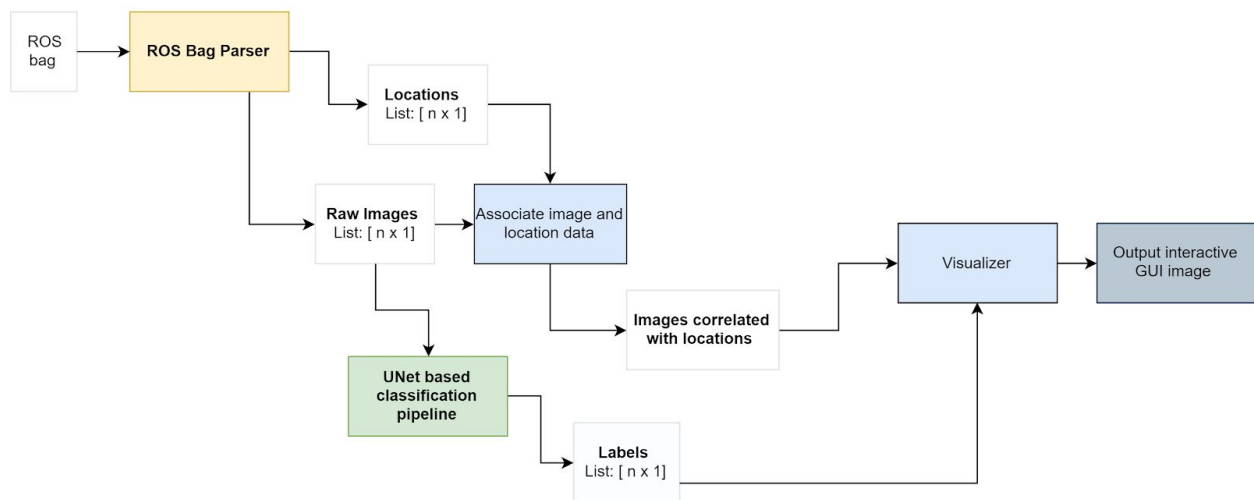 ROS
bag
ROS Bag Parser
Locations
List: [ n x 1]
Raw Images
List: [ n x 1]
Associate image and
location data
Visualizer
Output interactive
GUI image
Images correlated
with locations
UNet based
classification
pipeline
Labels
List: [ n x 1]